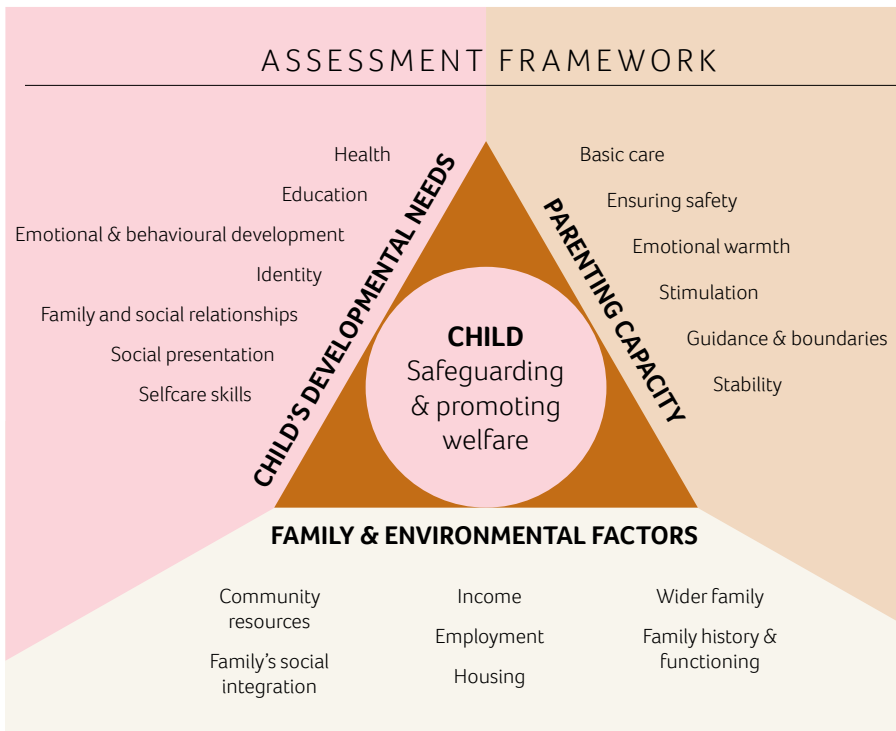 ASSESSMENT FRAMEWORK
CHILD'S DEVELOPMENTAL NEEDS
Health
Education
Emotional & behavioural development
Identity
Family and social relationships
Social presentation
Selfcare skills
PARENTING CAPACITY
Basic care
Ensuring safety
Emotional warmth
Stimulation
Guidance & boundaries
Stability
CHILD
Safeguarding
& promoting
welfare
FAMILY & ENVIRONMENTAL FACTORS
Community
resources
Family’s social
integration
Income
Employment
Housing
Wider family
Family history &
functioning